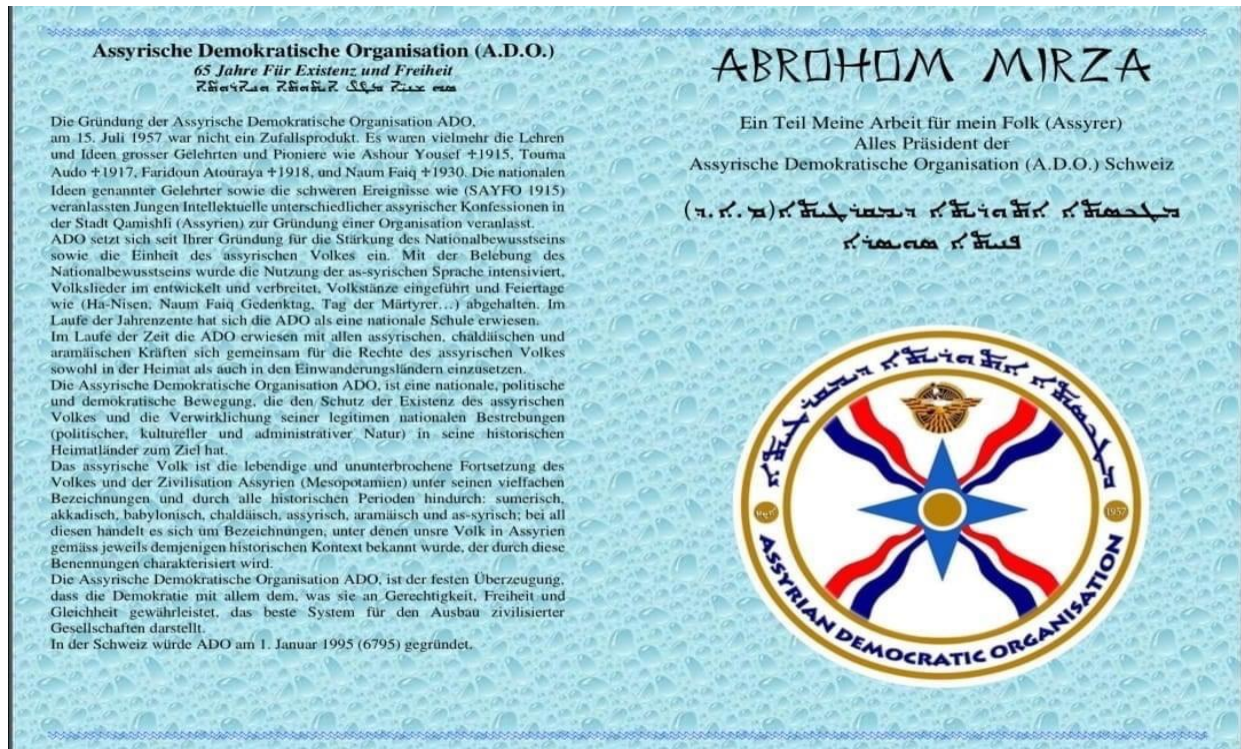 Assyrische Demokratische Organisation (A.D.O.)
65 Jahre Für Existenz und Freiheit
Die Gründung der Assyrische Demokratische Organisation ADO,
am 15. Juli 1957 war nicht ein Zufallsprodukt. Es waren vielmehr die Lehren
und Ideen grosser Gelehrten und Pioniere wie Ashour Yousef ♱1915, Touma
Audo ♱1917, Faridoun Atouraya ♱1918, und Naum Faiq ♱1930. Die nationalen
Ideen genannter Gelehrter sowie die schweren Ereignisse wie (SAYFO 1915)
veranlassten Jungen Intellektuelle unterschiedlicher assyrischer Konfessionen in
der Stadt Qamishli (Assyrien) zur Gründung einer Organisation veranlasst.
ADO setzt sich seit Ihrer Gründung für die Stärkung des Nationalbewusstseins
sowie die Einheit des assyrischen Volkes ein. Mit der Belebung des
Nationalbewusstseins wurde die Nutzung der as-syrischen Sprache intensiviert,
Volkslieder im entwickelt und verbreitet, Volkstänze eingeführt und Feiertage
wie (Ha-Nisen, Naum Faiq Gedenktag, Tag der Märtyrer…) abgehalten. Im
Laufe der Jahrenzente hat sich die ADO als eine nationale Schule erwiesen.
Im Laufe der Zeit die ADO erwiesen mit allen assyrischen, chaldäischen und
aramäischen Kräften sich gemeinsam für die Rechte des assyrischen Volkes
sowohl in der Heimat als auch in den Einwanderungsländern einzusetzen.
Die Assyrische Demokratische Organisation ADO, ist eine nationale, politische
und demokratische Bewegung, die den Schutz der Existenz des assyrischen
Volkes und die Verwirklichung seiner legitimen nationalen Bestrebungen
(politischer, kultureller und administrativer Natur) in seine historischen
Heimatländer zum Ziel hat.
Das assyrische Volk ist die lebendige und ununterbrochene Fortsetzung des
Volkes und der Zivilisation Assyrien (Mesopotamien) unter seinen vielfachen
Bezeichnungen und durch alle historischen Perioden hindurch: sumerisch,
akkadisch, babylonisch, chaldäisch, assyrisch, aramäisch und as-syrisch; bei all
diesen handelt es sich um Bezeichnungen, unter denen unsre Volk in Assyrien
gemäss jeweils demjenigen historischen Kontext bekannt wurde, der durch diese
Benennungen charakterisiert wird.
Die Assyrische Demokratische Organisation ADO, ist der festen Überzeugung,
dass die Demokratie mit allem dem, was sie an Gerechtigkeit, Freiheit und
Gleichheit gewährleistet, das beste System für den Ausbau zivilisierter
Gesellschaften darstellt.
In der Schweiz würde ADO am 1. Januar 1995 (6795) gegründet.
ABROHOM MIRZA
Ein Teil Meine Arbeit für mein Folk (Assyrer)
Alles Präsident der
Assyrische Demokratische Organisation (A.D.O.) Schweiz
ܡܛܟܣܬܐ ܐܬܘܪܝܬܐ ܕܝܡܩܪܛܝܬܐ (ܡ.ܐ.ܕ)
ܦܢܝܬܐ ܣܘܝܣܪܐ
ܡܛܟܣܬܐ ܐܬܘܪܝܬܐ ܕܝܡܩܪܛܝܬܐ
1957
ASSYRIAN DEMOCRATIC ORGANISATION